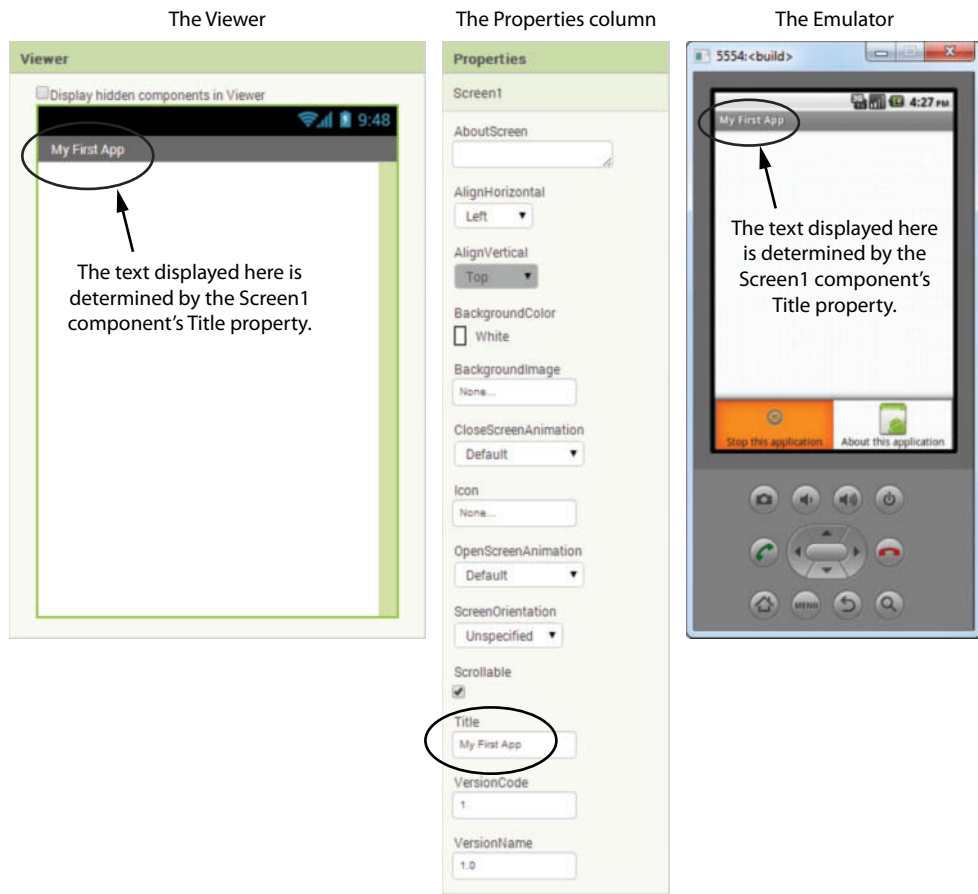 The Viewer
Viewer
Display hidden components in Viewer
9:48
My First App
The text displayed here is
determined by the Screen1
component’s Title property.
The Properties column
Properties
Screen1
AboutScreen
AlignHorizontal
Left
AlignVertical
Top
BackgroundColor
White
BackgroundImage
None...
CloseScreenAnimation
Default
Icon
None...
OpenScreenAnimation
Default
ScreenOrientation
Unspecified
Scrollable
Title
My First App
VersionCode
1
VersionName
1.0
The Emulator
5554:<build>
4:27 PM
My First App
The text displayed here
is determined by the
Screen1 component’s
Title property.
Stop this application
About this application
MENU